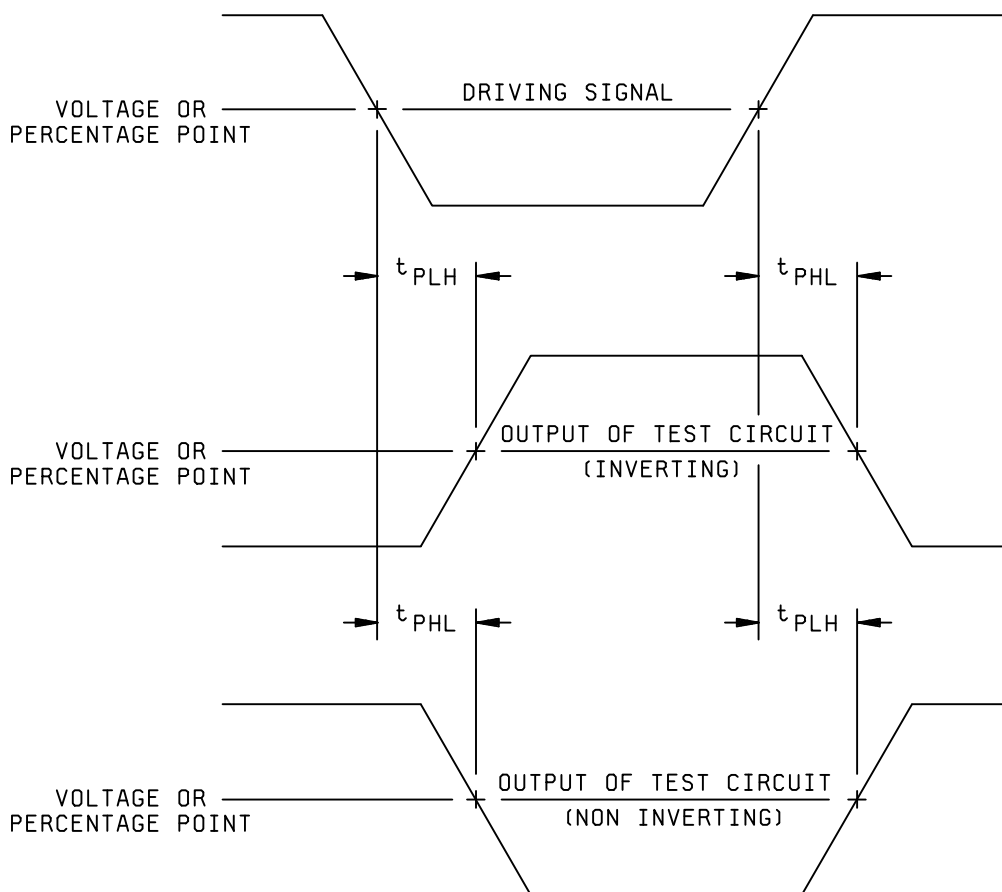 DRIVING SIGNAL
VOLTAGE OR
PERCENTAGE POINT
tPLH
tPHL
OUTPUT OF TEST CIRCUIT
(INVERTING)
VOLTAGE OR
PERCENTAGE POINT
tPHL
tPLH
OUTPUT OF TEST CIRCUIT
(NON INVERTING)
VOLTAGE OR
PERCENTAGE POINT